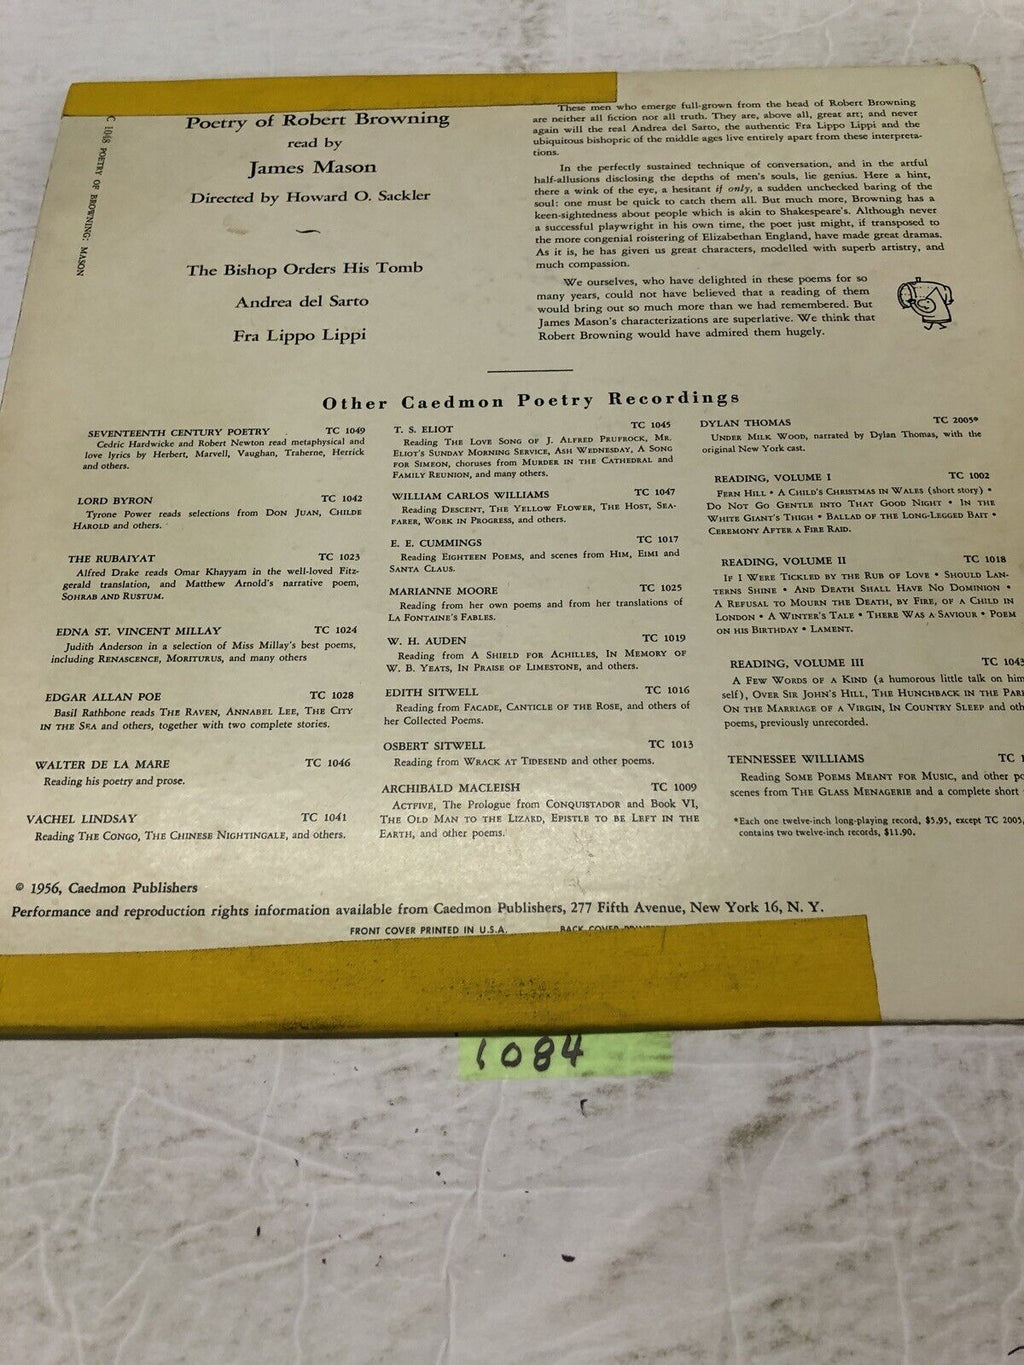 C 1048 POETRY OF BROWNING: MASON
Poetry of Robert Browning
read by
James Mason
Directed by Howard O. Sackler
The Bishop Orders His Tomb
Andrea del Sarto
Fra Lippo Lippi
These men who emerge full-grown from the head of Robert Browning
are neither all fiction nor all truth. They are, above all, great art; and never
again will the real Andrea del Sarto, the authentic Fra Lippo Lippi and the
ubiquitous bishopric of the middle ages live entirely apart from these interpreta-
tions.
In the perfectly sustained technique of conversation, and in the artful
half-allusions disclosing the depths of men's souls, lie genius. Here a hint,
there a wink of the eye, a hesitant if only, a sudden unchecked baring of the
soul: one must be quick to catch them all. But much more, Browning has a
keen-sightedness about people which is akin to Shakespeare's. Although never
a successful playwright in his own time, the poet just might, if transposed to
the more congenial roistering of Elizabethan England, have made great dramas.
As it is, he has given us great characters, modelled with superb artistry, and
much compassion.
We ourselves, who have delighted in these poems for so
many years, could not have believed that a reading of them
would bring out so much more than we had remembered. But
James Mason's characterizations are superlative. We think that
Robert Browning would have admired them hugely.
Other Caedmon Poetry Recordings
SEVENTEENTH CENTURY POETRY TC 1049
Cedric Hardwicke and Robert Newton read metaphysical and
love lyrics by Herbert, Marvell, Vaughan, Traherne, Herrick
and others.
LORD BYRON TC 1042
Tyrone Power reads selections from DON JUAN, CHILDE
HAROLD and others.
THE RUBAIYAT TC 1023
Alfred Drake reads Omar Khayyam in the well-loved Fitz-
gerald translation, and Matthew Arnold's narrative poem,
SOHRAB AND RUSTUM.
EDNA ST. VINCENT MILLAY TC 1024
Judith Anderson in a selection of Miss Millay's best poems,
including RENASCENCE, MORITURUS, and many others
EDGAR ALLAN POE TC 1028
Basil Rathbone reads THE RAVEN, ANNABEL LEE, THE CITY
IN THE SEA and others, together with two complete stories.
WALTER DE LA MARE TC 1046
Reading his poetry and prose.
VACHEL LINDSAY TC 1041
Reading THE CONGO, THE CHINESE NIGHTINGALE, and others.
T. S. ELIOT TC 1045
Reading THE LOVE SONG OF J. ALFRED PRUFROCK, MR.
ELIOT'S SUNDAY MORNING SERVICE, ASH WEDNESDAY, A SONG
FOR SIMEON, choruses from MURDER IN THE CATHEDRAL and
FAMILY REUNION, and many others.
WILLIAM CARLOS WILLIAMS TC 1047
Reading DESCENT, THE YELLOW FLOWER, THE HOST, SEA-
FARER, WORK IN PROGRESS, and others.
E. E. CUMMINGS TC 1017
Reading EIGHTEEN POEMS, and scenes from HIM, EIMI and
SANTA CLAUS.
MARIANNE MOORE TC 1025
Reading from her own poems and from her translations of
LA FONTAINE'S FABLES.
W. H. AUDEN TC 1019
Reading from A SHIELD FOR ACHILLES, IN MEMORY OF
W. B. YEATS, IN PRAISE OF LIMESTONE, and others.
EDITH SITWELL TC 1016
Reading from FACADE, CANTICLE OF THE ROSE, and others of
her Collected Poems.
OSBERT SITWELL TC 1013
Reading from WRACK AT TIDESEND and other poems.
ARCHIBALD MACLEISH TC 1009
ACTFIVE, The Prologue from CONQUISTADOR and Book VI,
THE OLD MAN TO THE LIZARD, EPISTLE TO BE LEFT IN THE
EARTH, and other poems.
DYLAN THOMAS TC 2005*
UNDER MILK WOOD, narrated by Dylan Thomas, with the
original New York cast.
READING, VOLUME I TC 1002
FERN HILL • A CHILD'S CHRISTMAS IN WALES (short story) •
DO NOT GO GENTLE INTO THAT GOOD NIGHT • IN THE
WHITE GIANT'S THIGH • BALLAD OF THE LONG-LEGGED BAIT •
CEREMONY AFTER A FIRE RAID.
READING, VOLUME II TC 1018
IF I WERE TICKLED BY THE RUB OF LOVE • SHOULD LAN-
TERNS SHINE • AND DEATH SHALL HAVE NO DOMINION •
A REFUSAL TO MOURN THE DEATH, BY FIRE, OF A CHILD IN
LONDON • A WINTER'S TALE • THERE WAS A SAVIOUR • POEM
ON HIS BIRTHDAY • LAMENT.
READING, VOLUME III TC 1043
A FEW WORDS OF A KIND (a humorous little talk on him
self), OVER SIR JOHN'S HILL, THE HUNCHBACK IN THE PAR
ON THE MARRIAGE OF A VIRGIN, IN COUNTRY SLEEP and oth
poems, previously unrecorded.
TENNESSEE WILLIAMS TC 1
Reading SOME POEMS MEANT FOR MUSIC, and other po
scenes from THE GLASS MENAGERIE and a complete short
*Each one twelve-inch long-playing record, $5.95, except TC 2005,
contains two twelve-inch records, $11.90.
© 1956, Caedmon Publishers
Performance and reproduction rights information available from Caedmon Publishers, 277 Fifth Avenue, New York 16, N. Y.
FRONT COVER PRINTED IN U.S.A. BACK COVER
1084